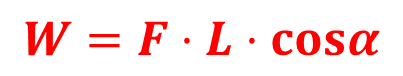 W = F · L · cosα